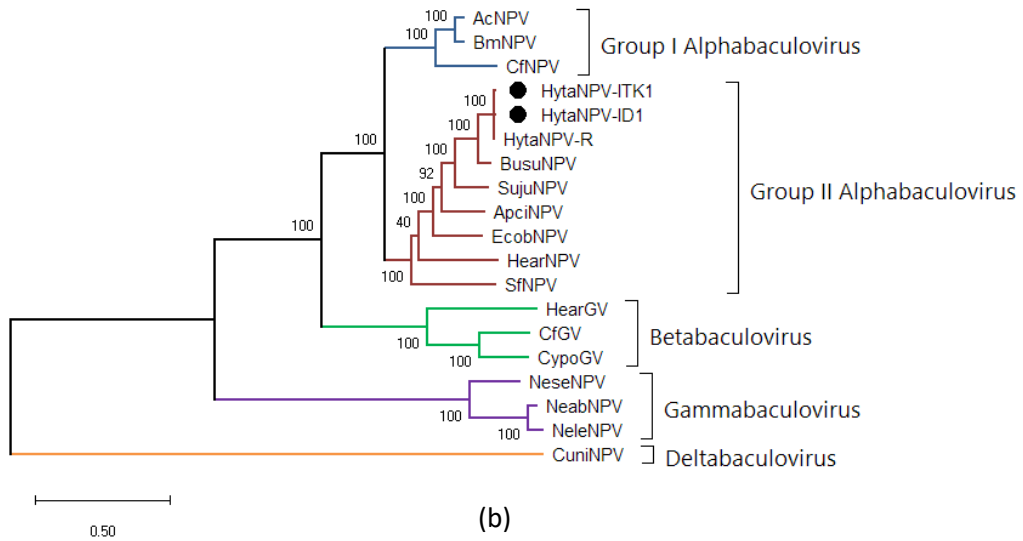 100
AcNPV
100
BmNPV
CfNPV
Group I Alphabaculovirus
100
HytaNPV-ITK1
100
HytaNPV-ID1
100
HytaNPV-R
100
BusuNPV
92
SujuNPV
Group II Alphabaculovirus
100
ApciNPV
40
EcobNPV
100
HearNPV
100
SfNPV
HearGV
100
CfGV
Betabaculovirus
100
CypoGV
NeseNPV
100
NeabNPV
Gammabaculovirus
100
NeleNPV
CuniNPV
Deltabaculovirus
0.50
(b)